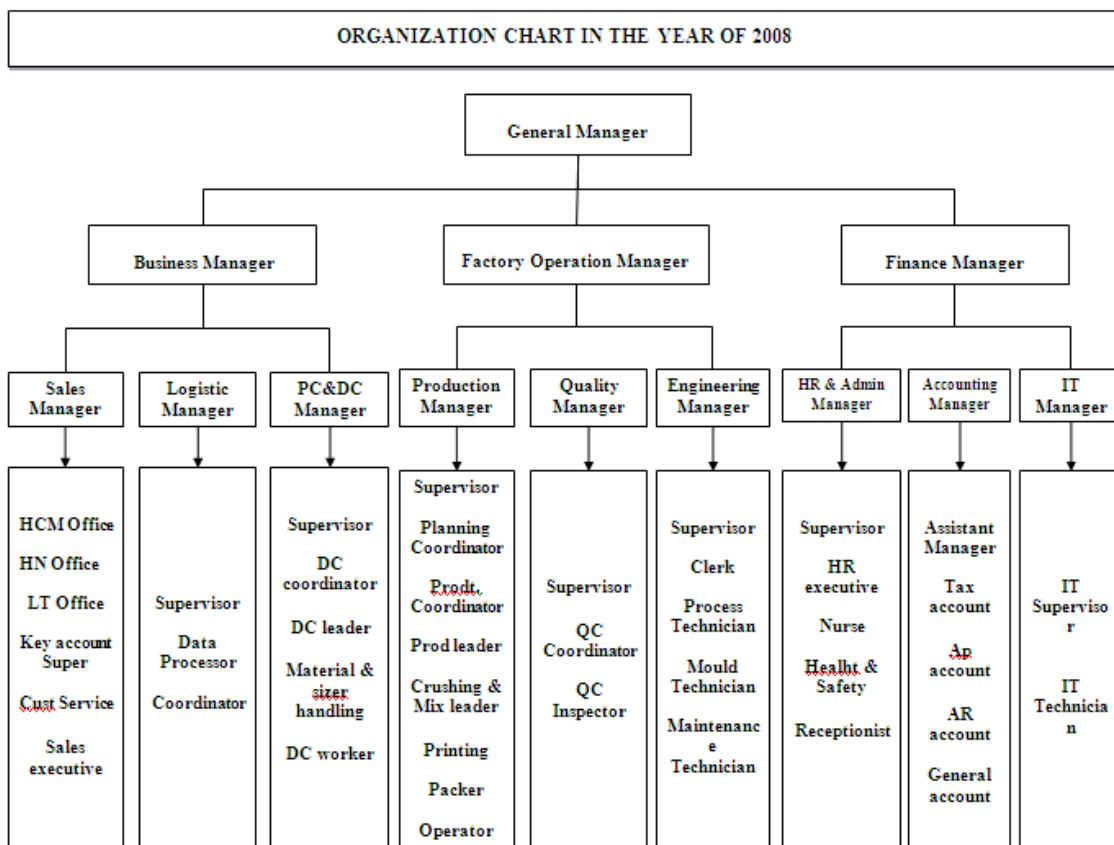 ORGANIZATION CHART IN THE YEAR OF 2008
General Manager
Business Manager
Factory Operation Manager
Finance Manager
Sales
Manager
Logistic
Manager
PC&DC
Manager
Production
Manager
Quality
Manager
Engineering
Manager
HR & Admin
Manager
Accounting
Manager
IT
Manager
HCM Office
HN Office
LT Office
Key account
Super
Cust Service
Sales
executive
Supervisor
Data
Processor
Coordinator
Supervisor
DC
coordinator
DC leader
Material &
sizer
handling
DC worker
Supervisor
Planning
Coordinator
Prodt.
Coordinator
Prod leader
Crushing &
Mix leader
Printing
Packer
Operator
Supervisor
QC
Coordinator
QC
Inspector
Supervisor
Clerk
Process
Technician
Mould
Technician
Maintenanc
e
Technician
Supervisor
HR
executive
Nurse
Healht &
Safety
Receptionist
Assistant
Manager
Tax
account
Ap
account
AR
account
General
account
IT
Superviso
r
IT
Technicia
n